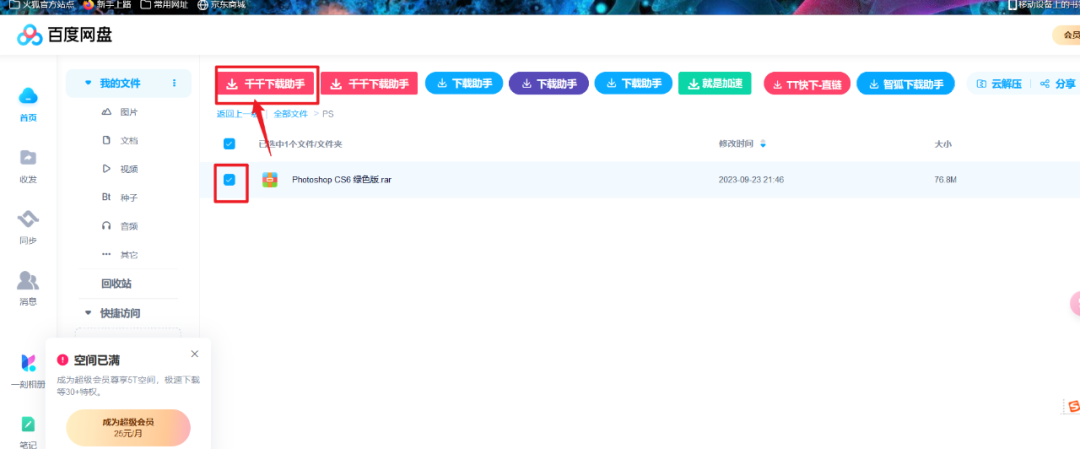 火狐官方站点 新手上路 常用网址 京东商城
移动设备上的书
百度网盘
会员
千千下载助手 千千下载助手 下载助手 下载助手 下载助手 就是加速 TT快下-直链 智狐下载助手 云解压 分享
返回上一级 | 全部文件 > PS
已选中1个文件/文件夹 修改时间 大小
Photoshop CS6 绿色版.rar 2023-09-23 21:46 76.8M
首页
收发
同步
消息
一刻相册
笔记
我的文件
图片
文档
视频
Bt 种子
音频
其它
回收站
快捷访问
空间已满
成为超级会员尊享5T空间，极速下载
等30+特权。
成为超级会员
25元/月